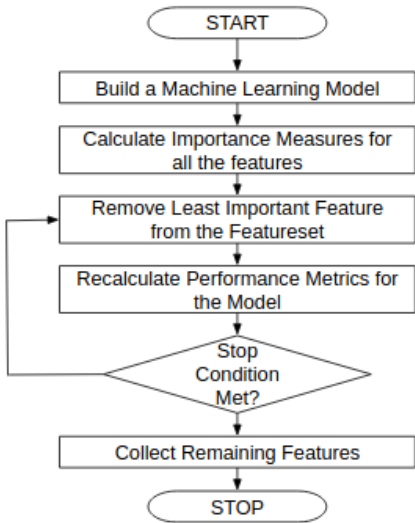 START
Build a Machine Learning Model
Calculate Importance Measures for
all the features
Remove Least Important Feature
from the Featureset
Recalculate Performance Metrics for
the Model
Stop
Condition
Met?
Collect Remaining Features
STOP